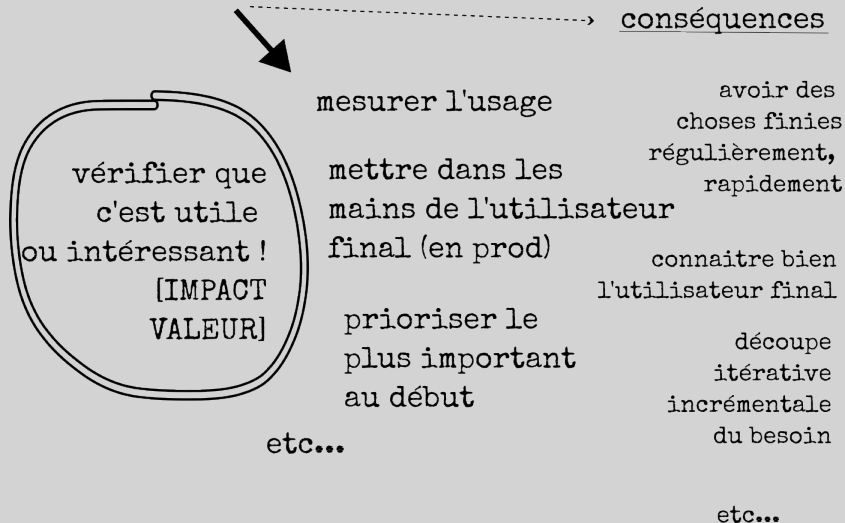 conséquences
vérifier que
c'est utile
ou intéressant !
[IMPACT
VALEUR]
mesurer l'usage
mettre dans les
mains de l'utilisateur
final (en prod)
prioriser le
plus important
au début
etc...
avoir des
choses finies
régulièrement,
rapidement
connaitre bien
l'utilisateur final
découpe
itérative
incrémentale
du besoin
etc...